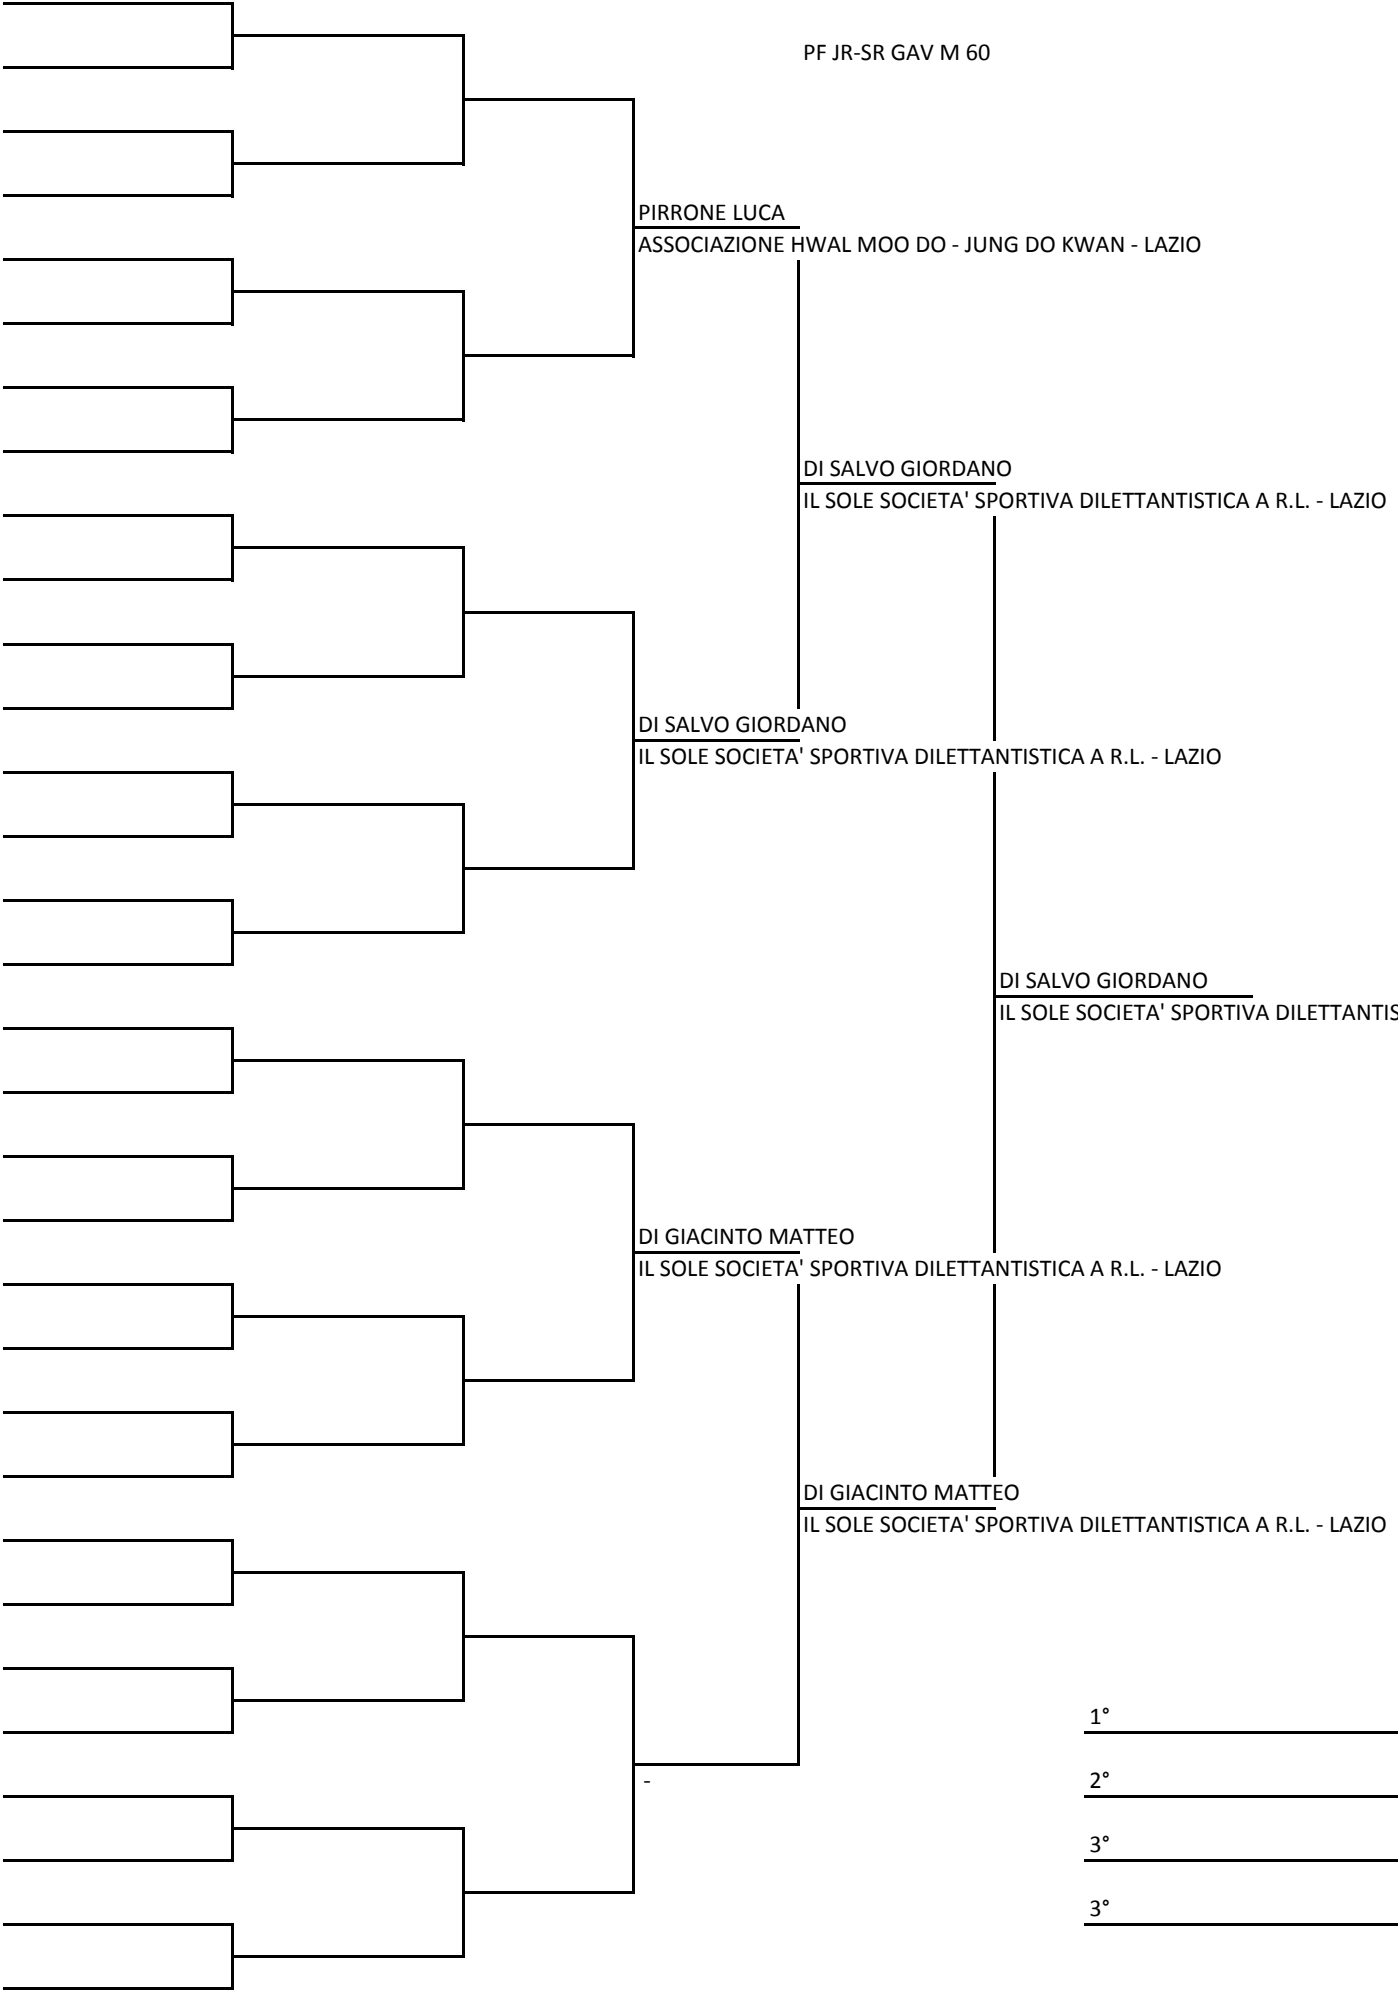 PF JR-SR GAV M 60
PIRRONE LUCA
ASSOCIAZIONE HWAL MOO DO - JUNG DO KWAN - LAZIO
DI SALVO GIORDANO
IL SOLE SOCIETA' SPORTIVA DILETTANTISTICA A R.L. - LAZIO
DI SALVO GIORDANO
IL SOLE SOCIETA' SPORTIVA DILETTANTISTICA A R.L. - LAZIO
DI SALVO GIORDANO
IL SOLE SOCIETA' SPORTIVA DILETTANTIS
DI GIACINTO MATTEO
IL SOLE SOCIETA' SPORTIVA DILETTANTISTICA A R.L. - LAZIO
DI GIACINTO MATTEO
IL SOLE SOCIETA' SPORTIVA DILETTANTISTICA A R.L. - LAZIO
1°
-
2°
3°
3°